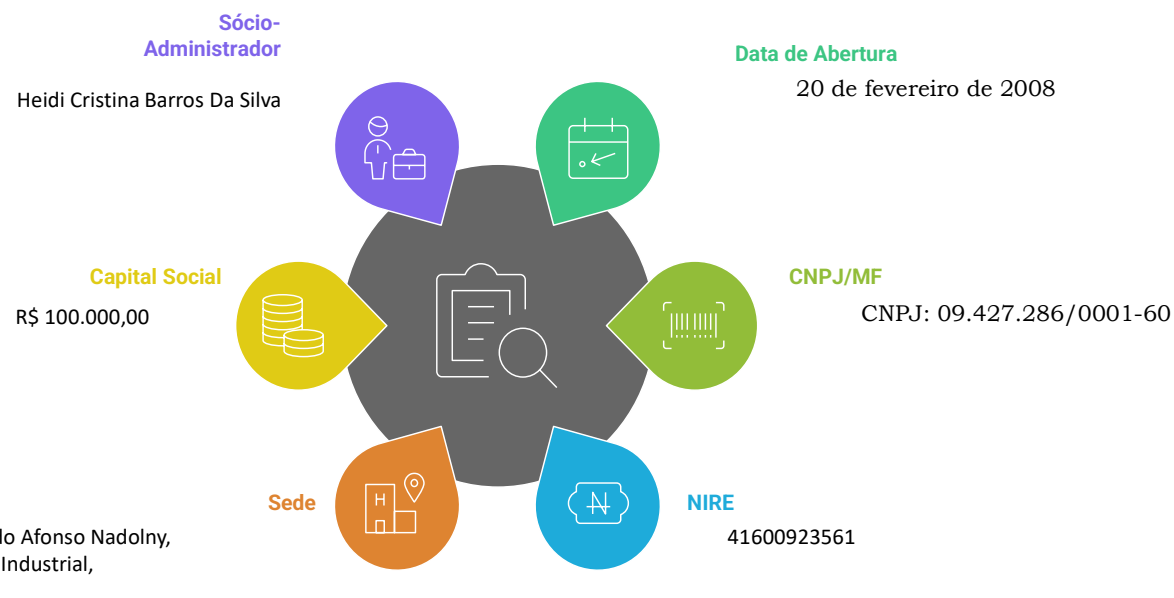 Sócio-
Administrador
Heidi Cristina Barros Da Silva
Data de Abertura
20 de fevereiro de 2008
Capital Social
R$ 100.000,00
CNPJ/MF
CNPJ: 09.427.286/0001-60
Sede
Afonso Nadolny,
Industrial,
H
NIRE
41600923561